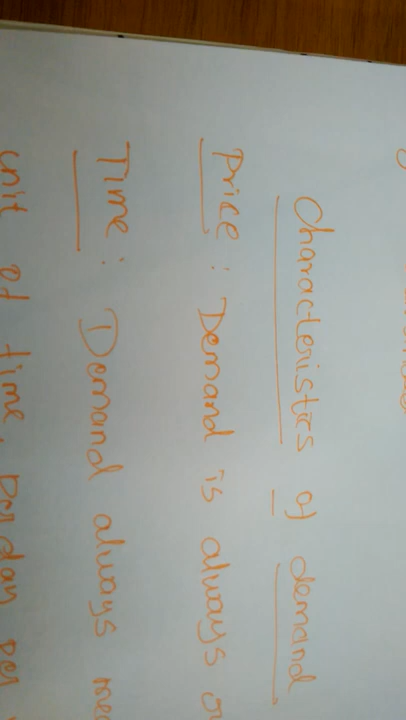 Characteristics of demand
Price : Demand is always
Time : Demand always
unit of time, Per day per